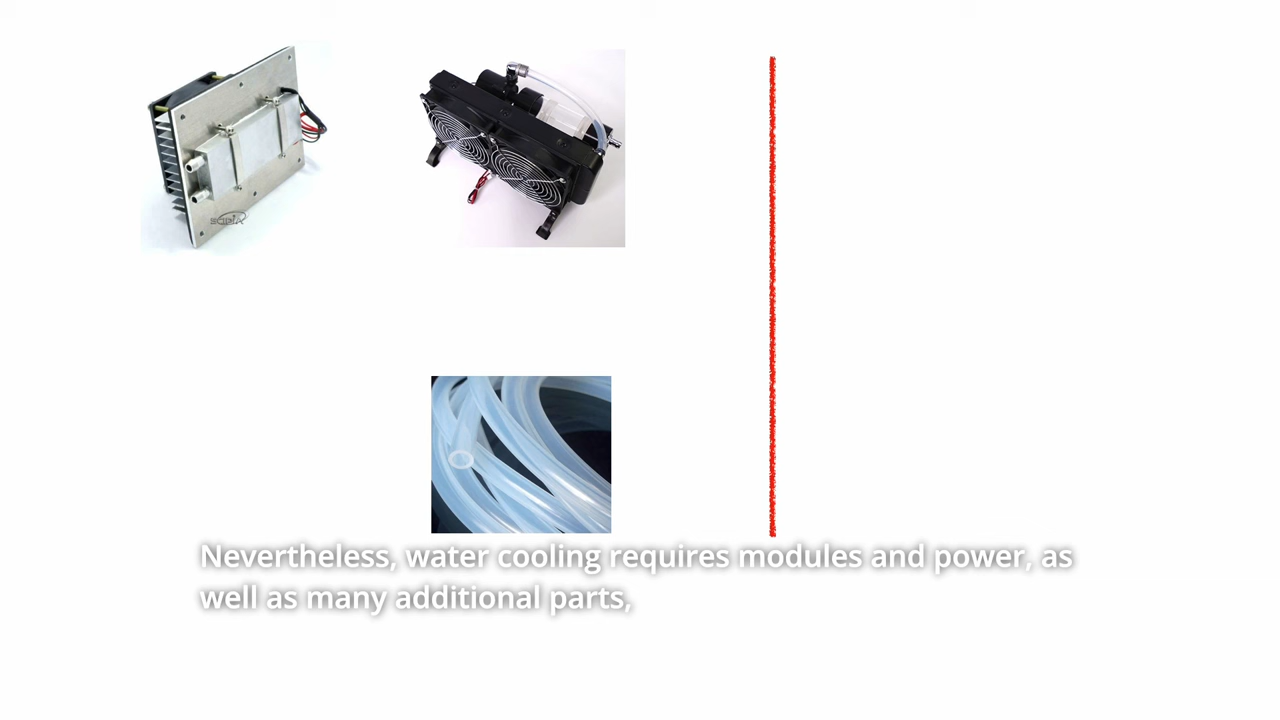 Nevertheless, water cooling requires modules and power, as
well as many additional parts,